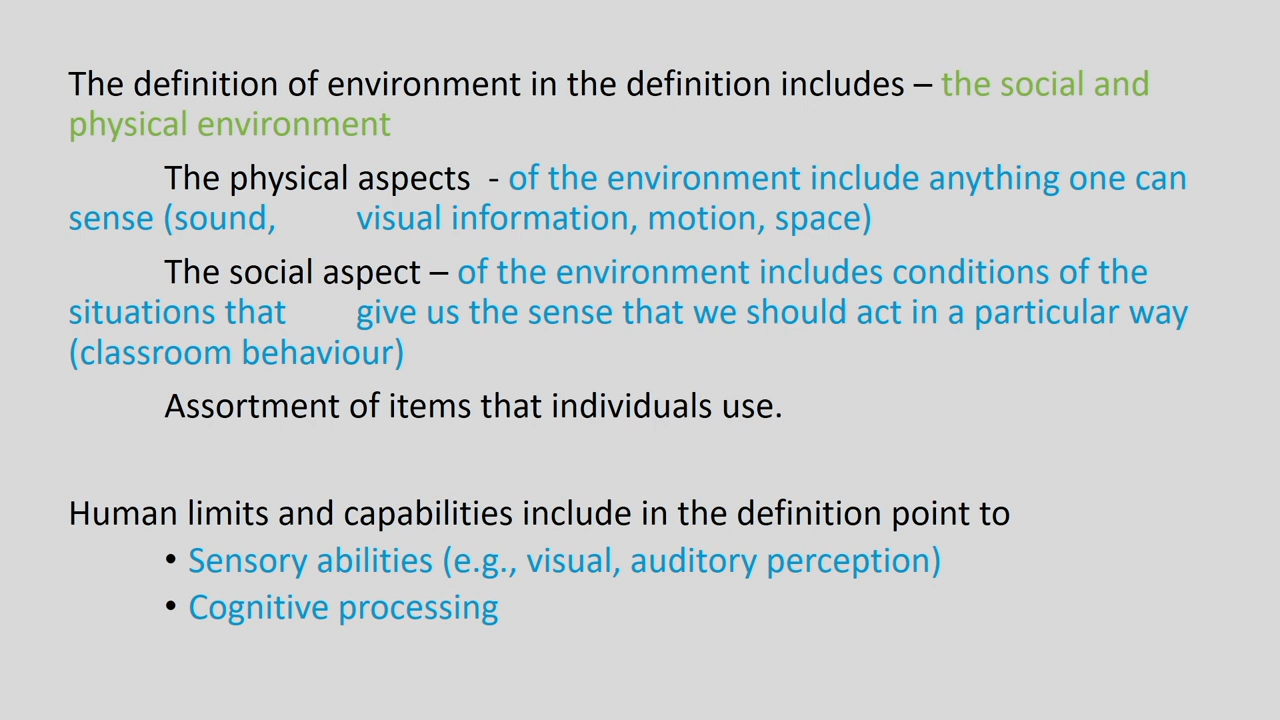 The definition of environment in the definition includes – the social and
physical environment
The physical aspects - of the environment include anything one can
sense (sound, visual information, motion, space)
The social aspect – of the environment includes conditions of the
situations that give us the sense that we should act in a particular way
(classroom behaviour)
Assortment of items that individuals use.
Human limits and capabilities include in the definition point to
• Sensory abilities (e.g., visual, auditory perception)
• Cognitive processing